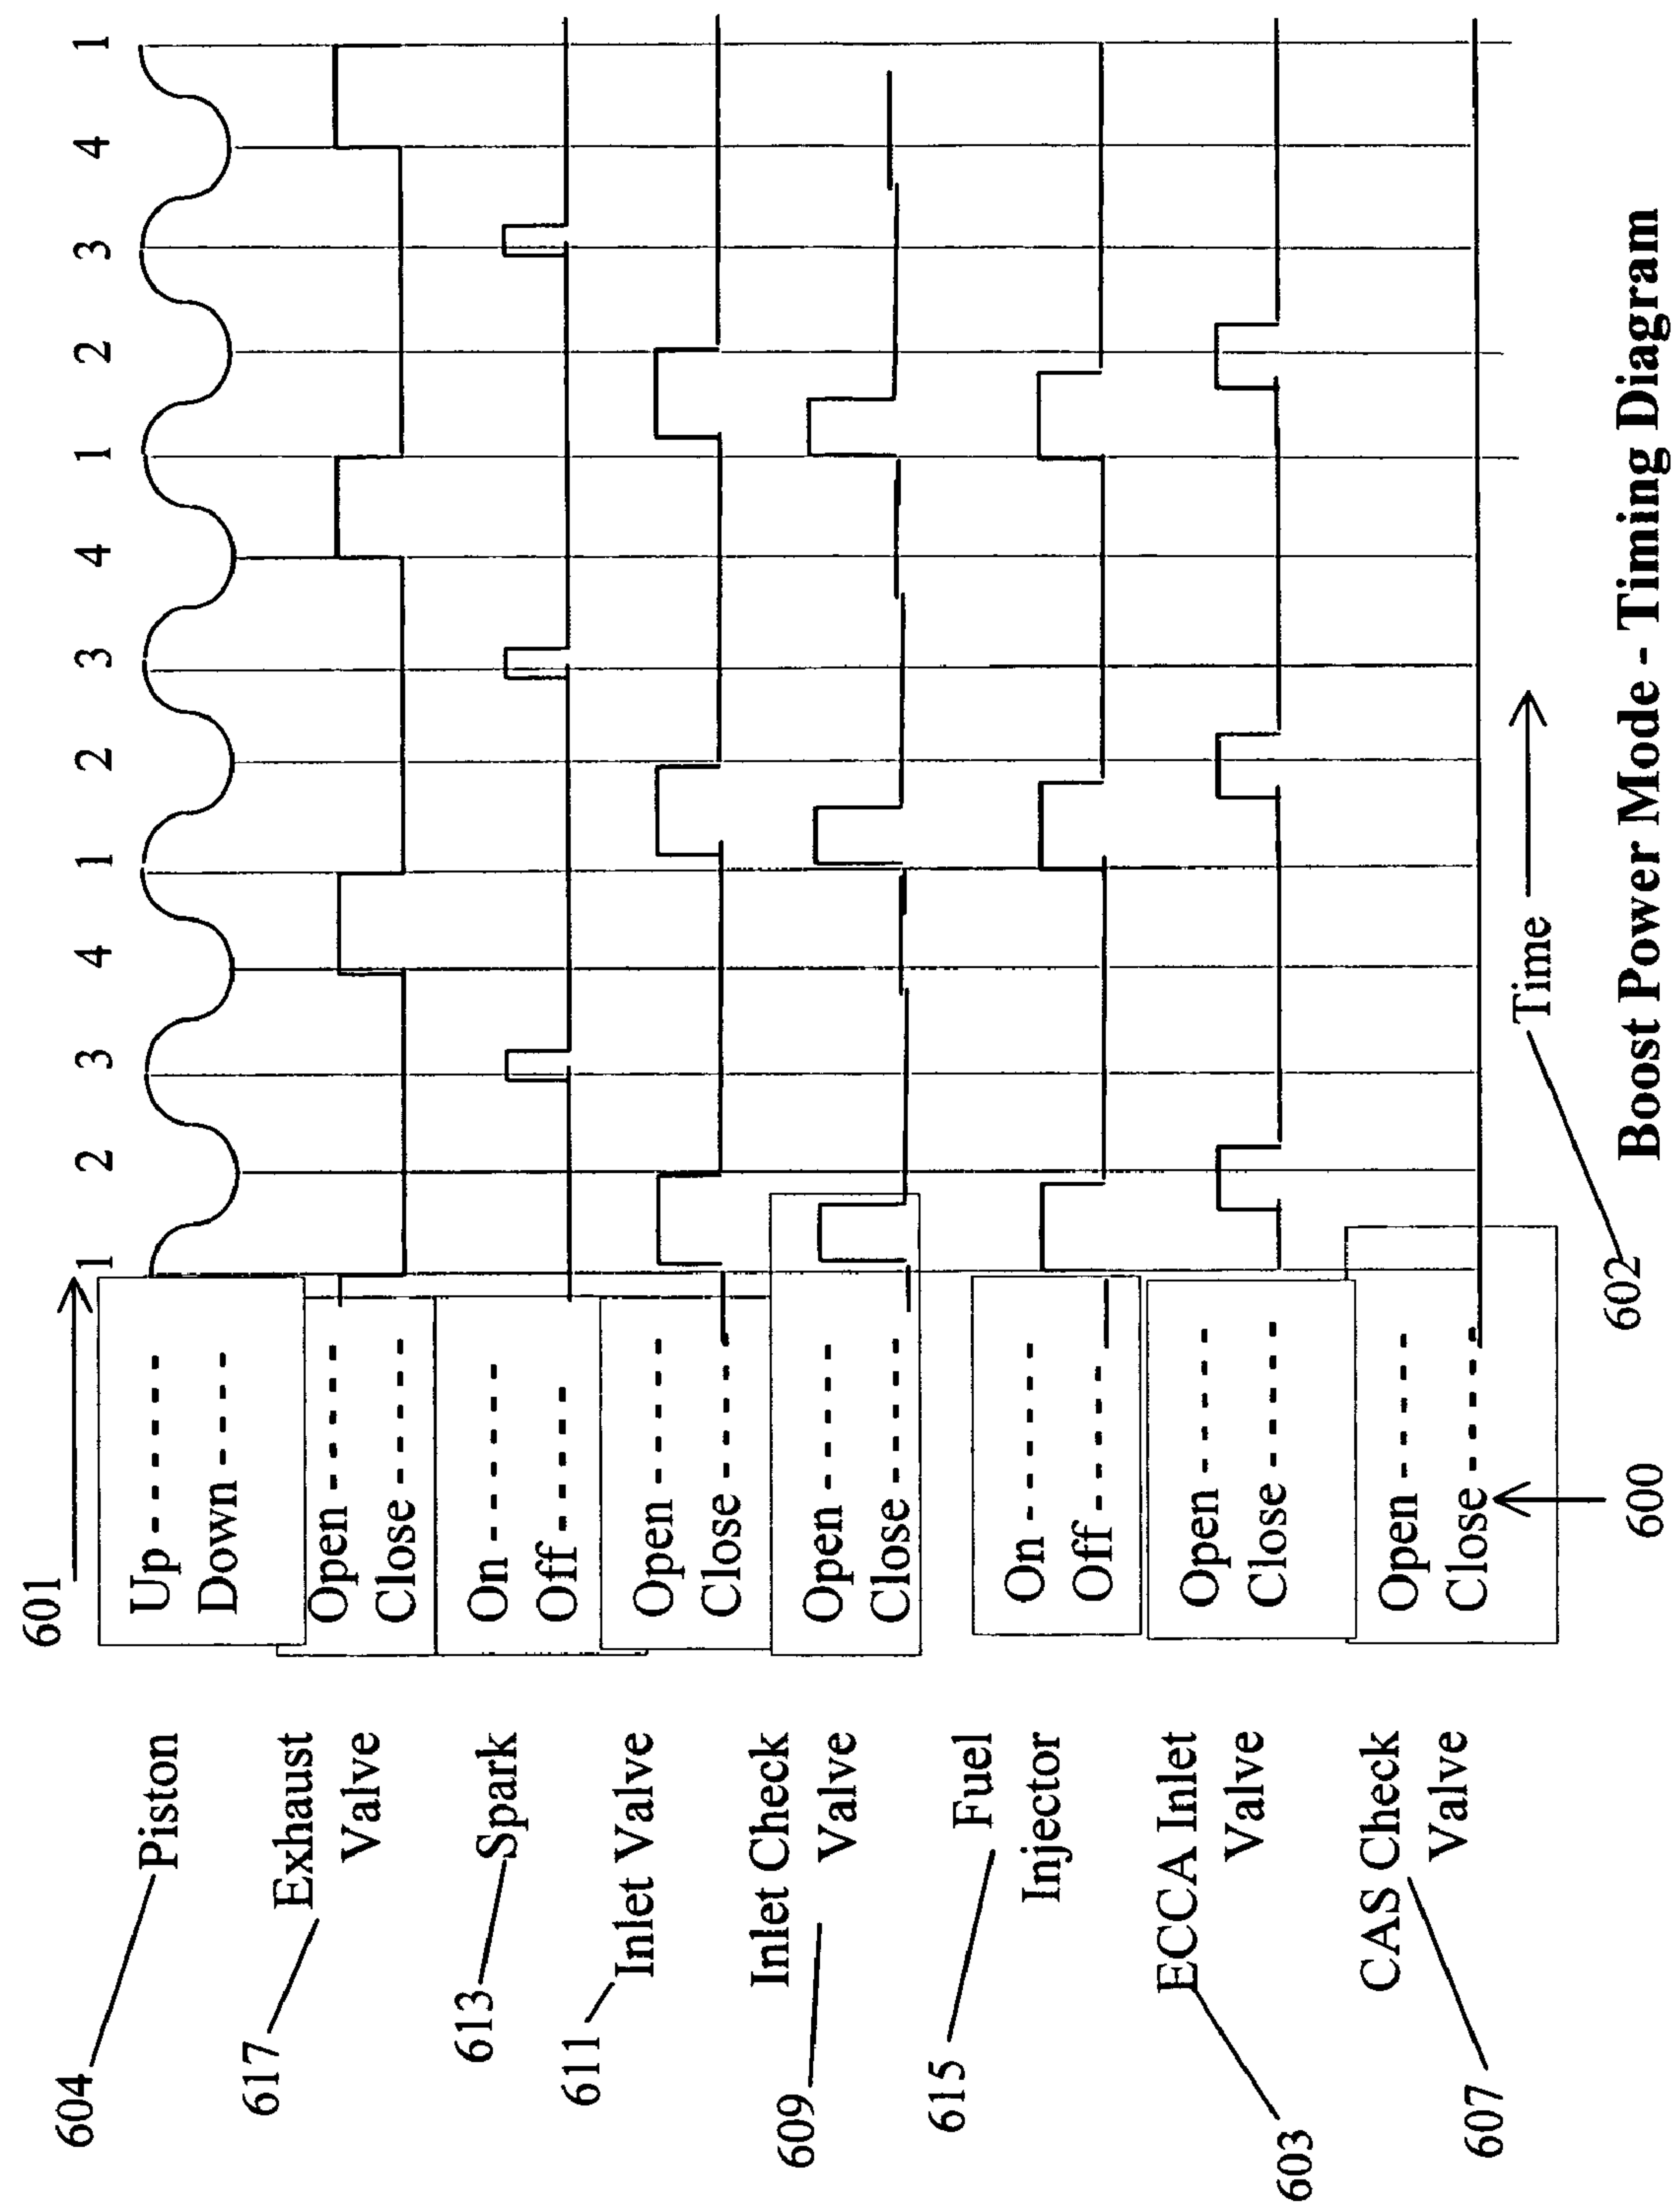 601
1 2 3 4 1 2 3 4 1 2 3 4 1
604 Piston
Up
Down
617 Exhaust
Valve
Open
Close
613 Spark
On
Off
611 Inlet Valve
Open
Close
609 Inlet Check
Valve
Open
Close
615 Fuel
Injector
On
Off
603 ECCA Inlet
Valve
Open
Close
607 CAS Check
Valve
Open
Close
600
602
Time
Boost Power Mode - Timing Diagram